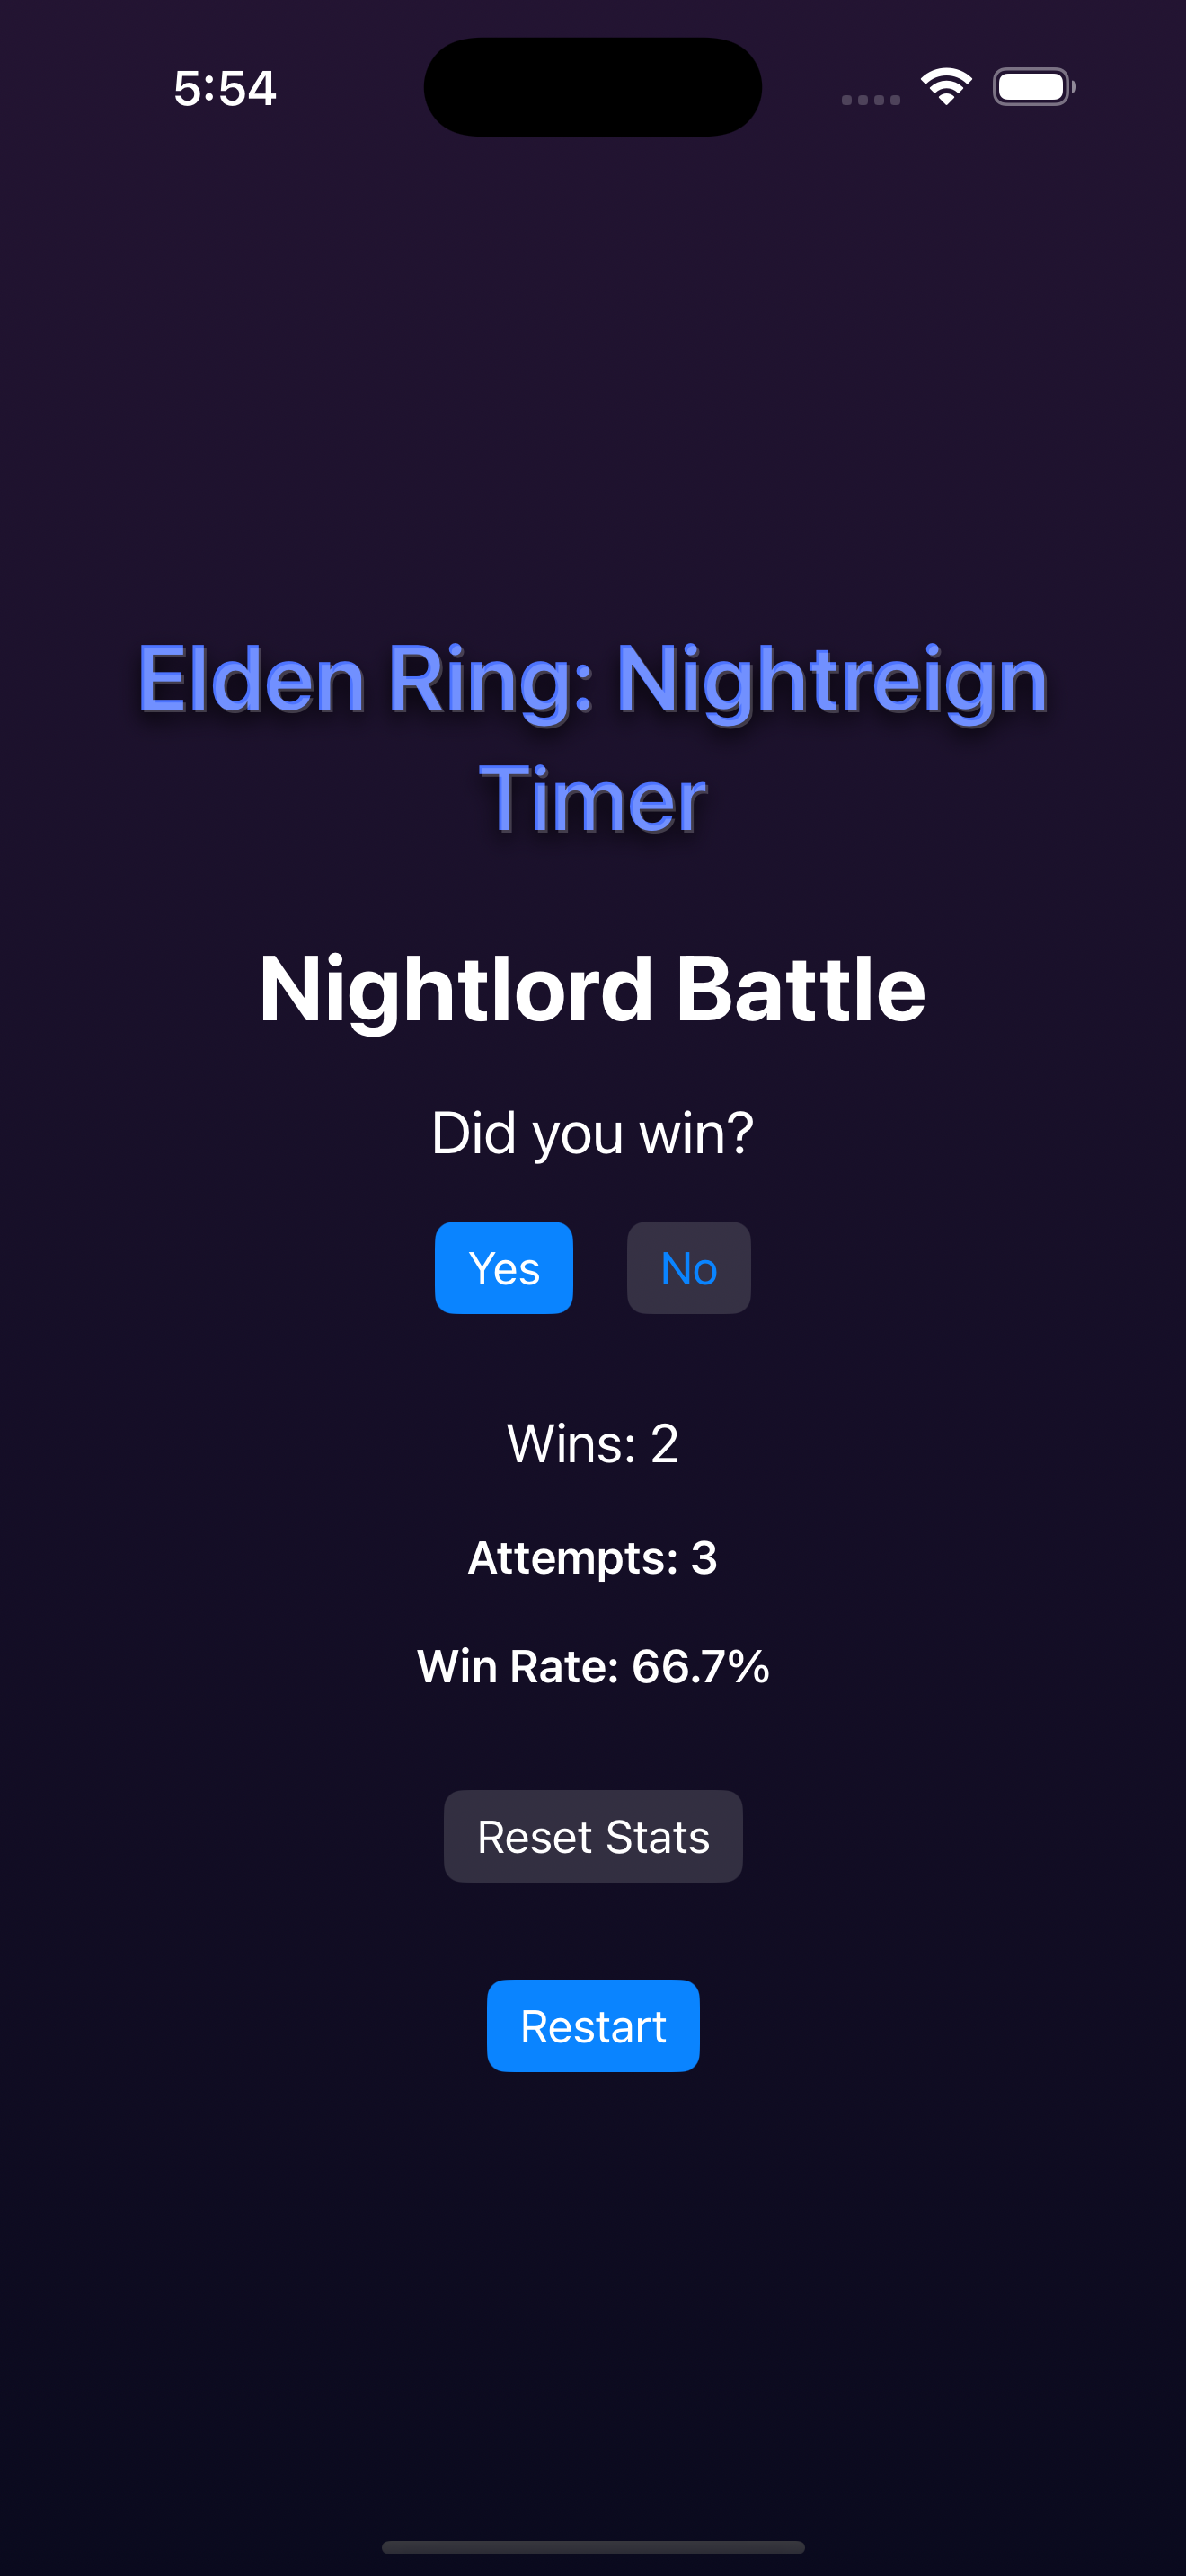 5:54
Elden Ring: Nightreign
Timer
Nightlord Battle
Did you win?
Yes No
Wins: 2
Attempts: 3
Win Rate: 66.7%
Reset Stats
Restart